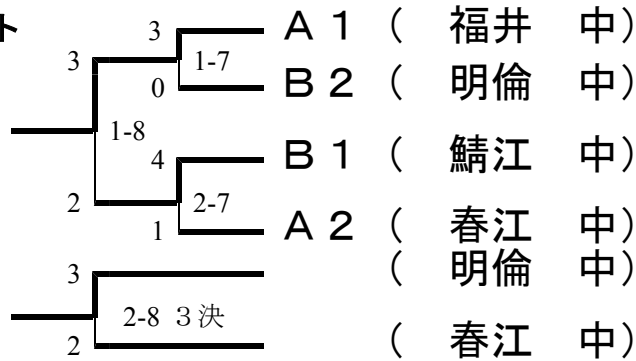 ト
3 Ａ１（ 福井 中）
3 1-7
0 Ｂ２（ 明倫 中）
1-8
4 Ｂ１（ 鯖江 中）
2 2-7
1 Ａ２（ 春江 中）
（ 明倫 中）
3
2-8 ３決
2 （ 春江 中）